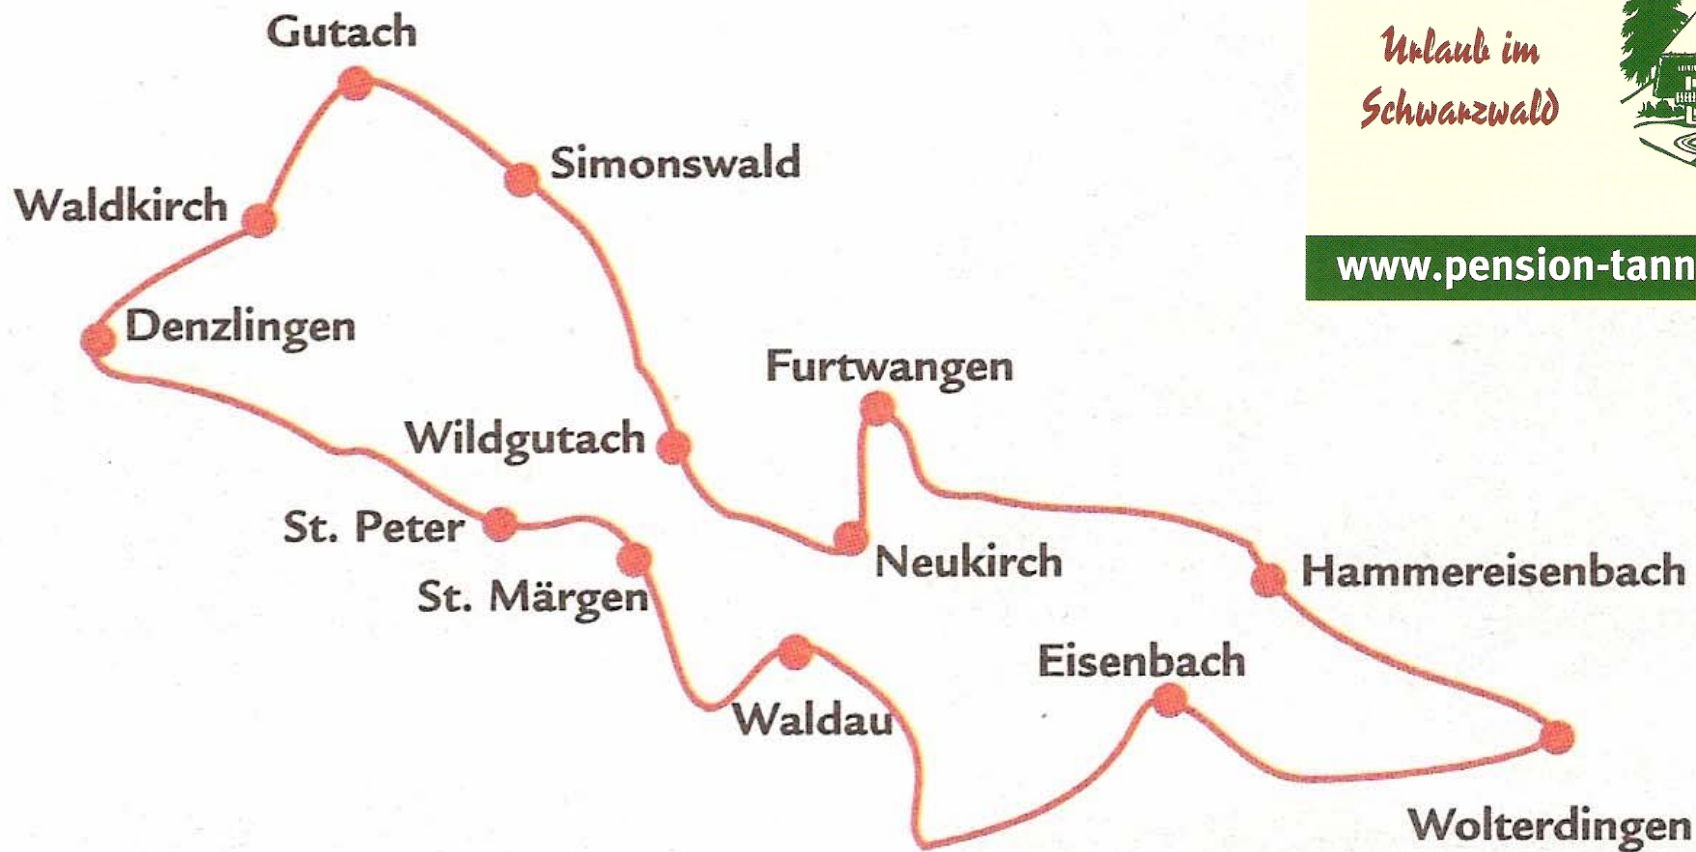 Gutach
Urlaub im
Schwarzwald
Simonswald
Waldkirch
www.pension-tann
Denzlingen
Furtwangen
Wildgutach
St. Peter
Neukirch
Hammereisenbach
St. Märgen
Eisenbach
Waldau
Wolterdingen